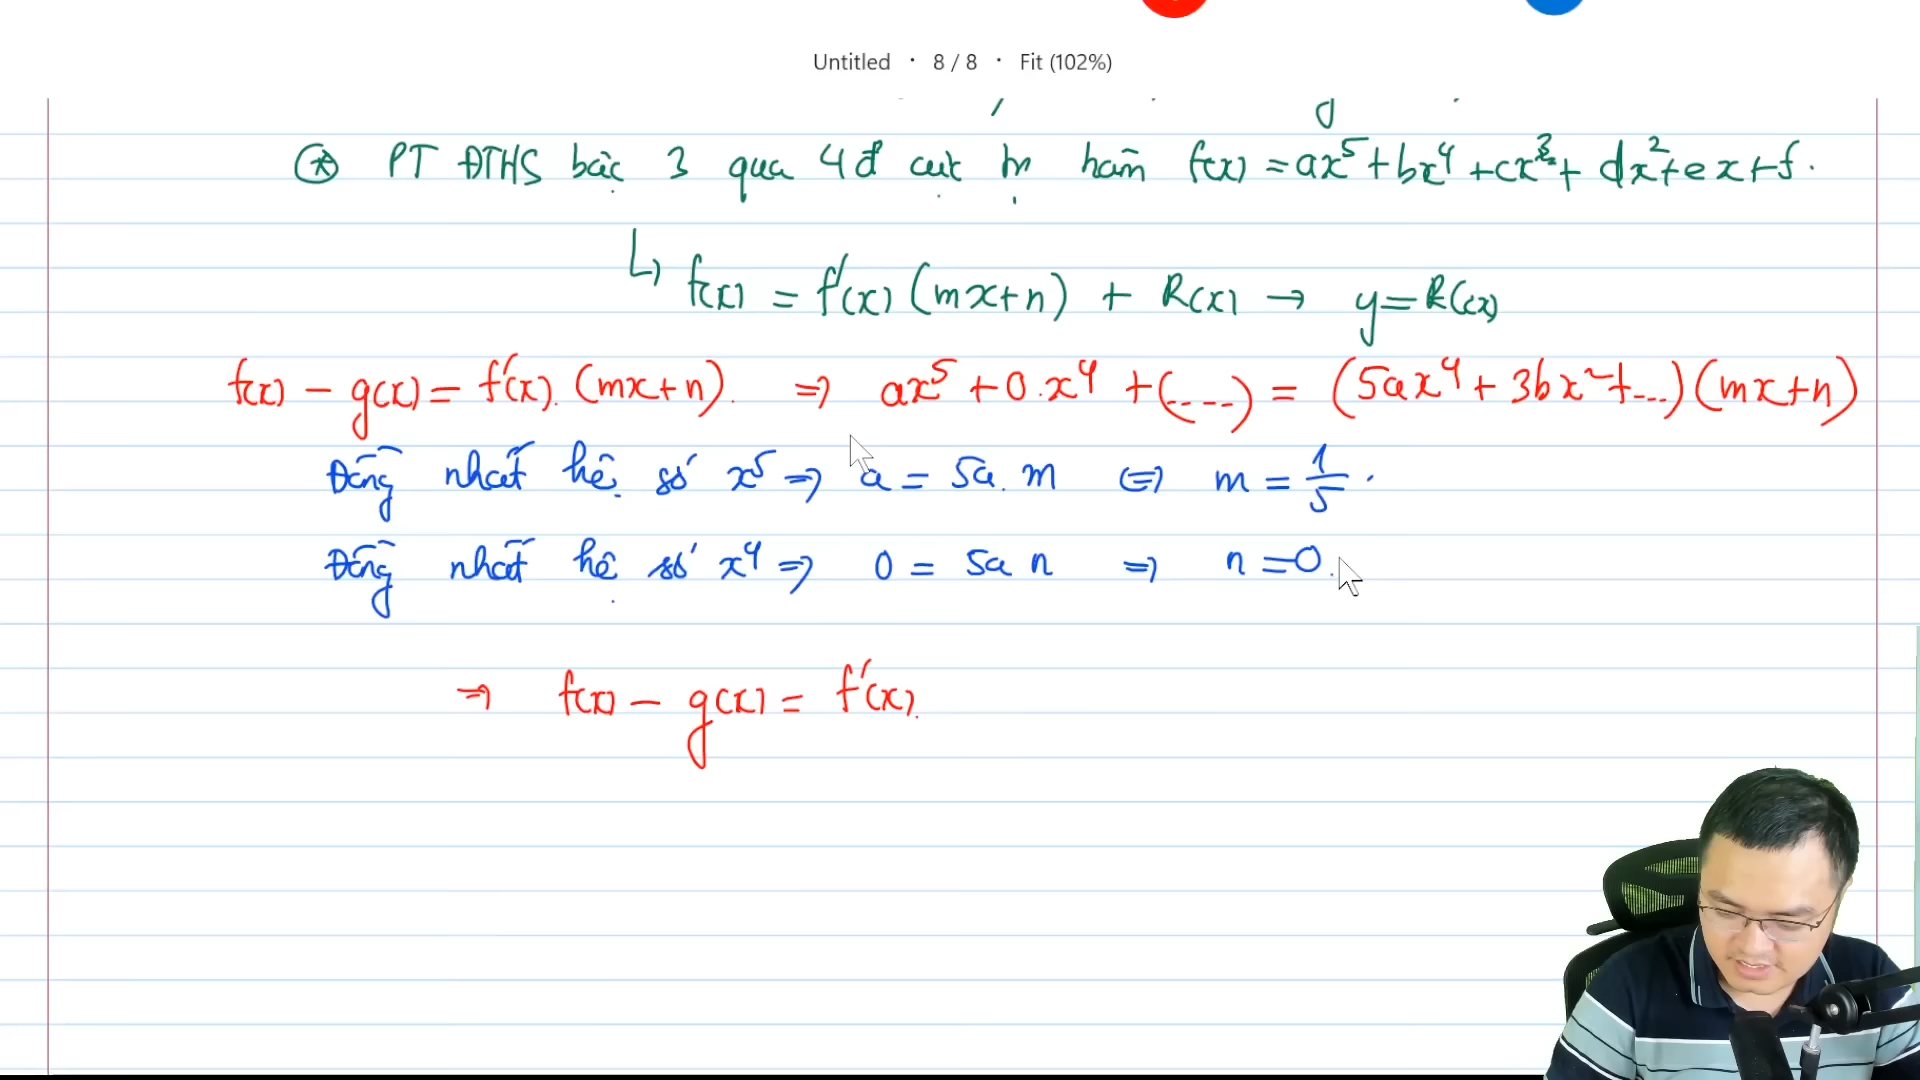 Untitled · 8 / 8 · Fit (102%)
⊛ PT ĐTHS bậc 3 qua 4đ cực trị hàm f(x) = ax⁵ + bx⁴ + cx³ + dx² + ex + f.
↳ f(x) = f'(x) (mx+n) + R(x) → y = R(x)
f(x) − g(x) = f'(x). (mx+n). ⇒ ax⁵ + 0.x⁴ + (.....) = (5ax⁴ + 3bx² + ...) (mx+n)
Đồng nhất hệ số x⁵ ⇒ a = 5a. m ⇔ m = 1/5.
Đồng nhất hệ số x⁴ ⇒ 0 = 5a n ⇒ n = 0.
⇒ f(x) − g(x) = f'(x).